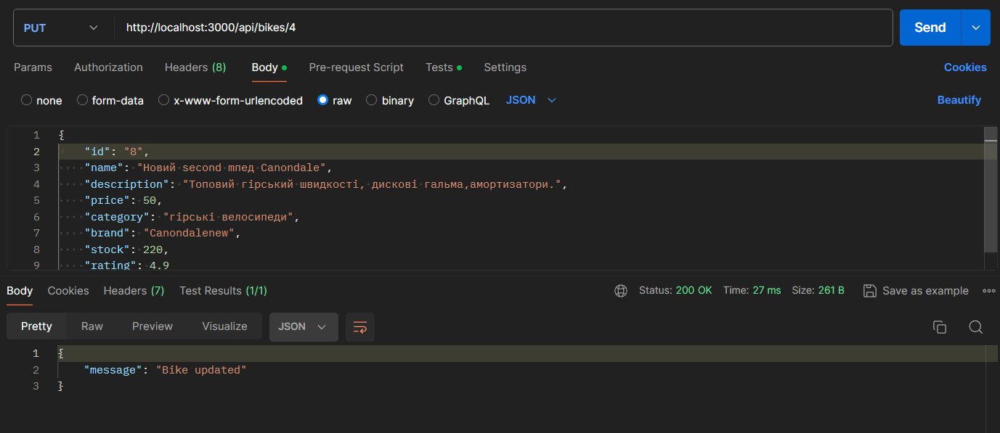 PUT http://localhost:3000/api/bikes/4 Send
Params Authorization Headers (8) Body Pre-request Script Tests Settings Cookies
none form-data x-www-form-urlencoded raw binary GraphQL JSON Beautify
1 {
2 "id": "8",
3 "name": "Новий second мпед Canondale",
4 "description": "Топовий гірський швидкості, дискові гальма,амортизатори.",
5 "price": 50,
6 "category": "гірські велосипеди",
7 "brand": "Canondalenew",
8 "stock": 220,
9 "rating": 4.9
Body Cookies Headers (7) Test Results (1/1) Status: 200 OK Time: 27 ms Size: 261 B Save as example
Pretty Raw Preview Visualize JSON
1 {
2 "message": "Bike updated"
3 }